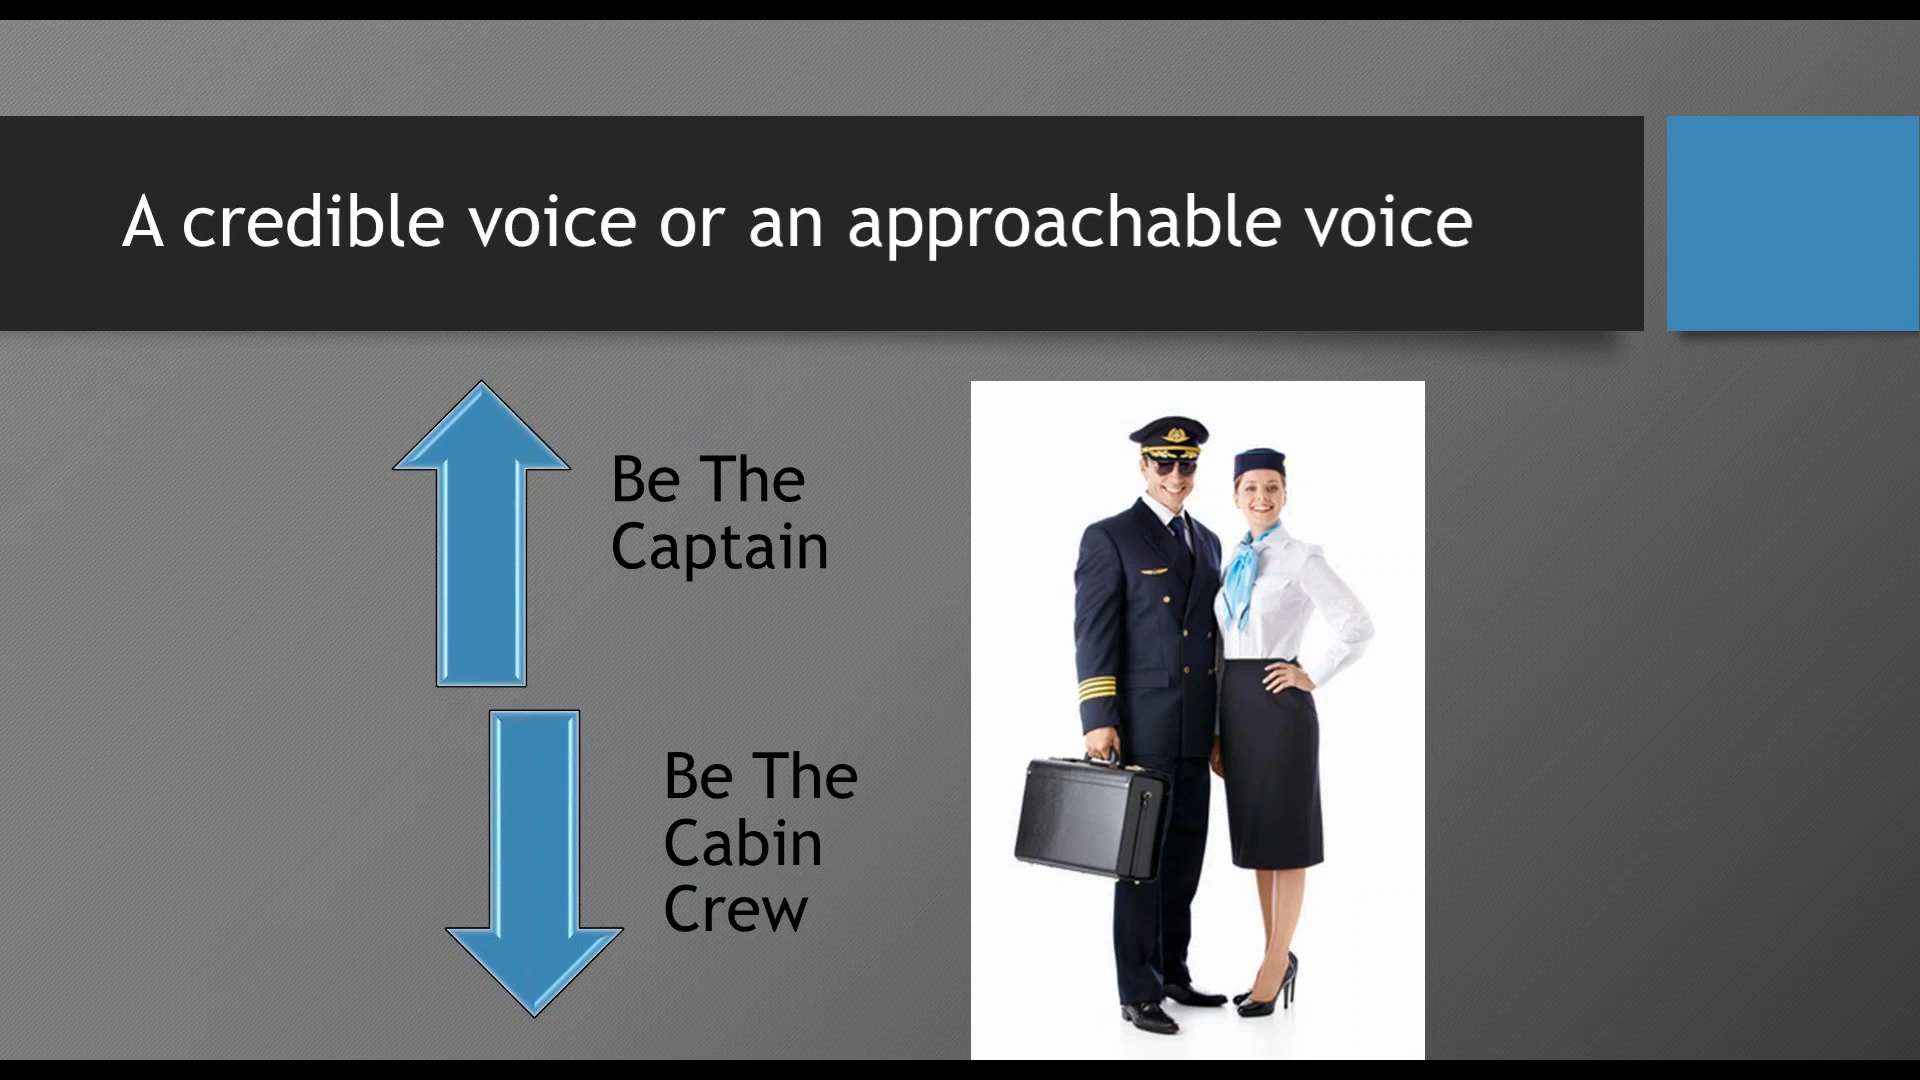 A credible voice or an approachable voice
Be The
Captain
Be The
Cabin
Crew